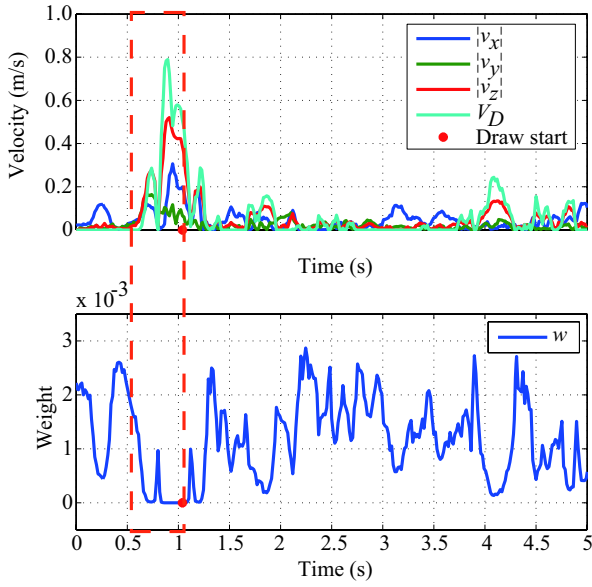 1.0
0.8
0.6
0.4
0.2
0
Velocity (m/s)
|v_x|
|v_y|
|v_z|
V_D
Draw start
Time (s)
x 10^-3
3
2
1
0
Weight
w
0 0.5 1 1.5 2 2.5 3 3.5 4 4.5 5
Time (s)